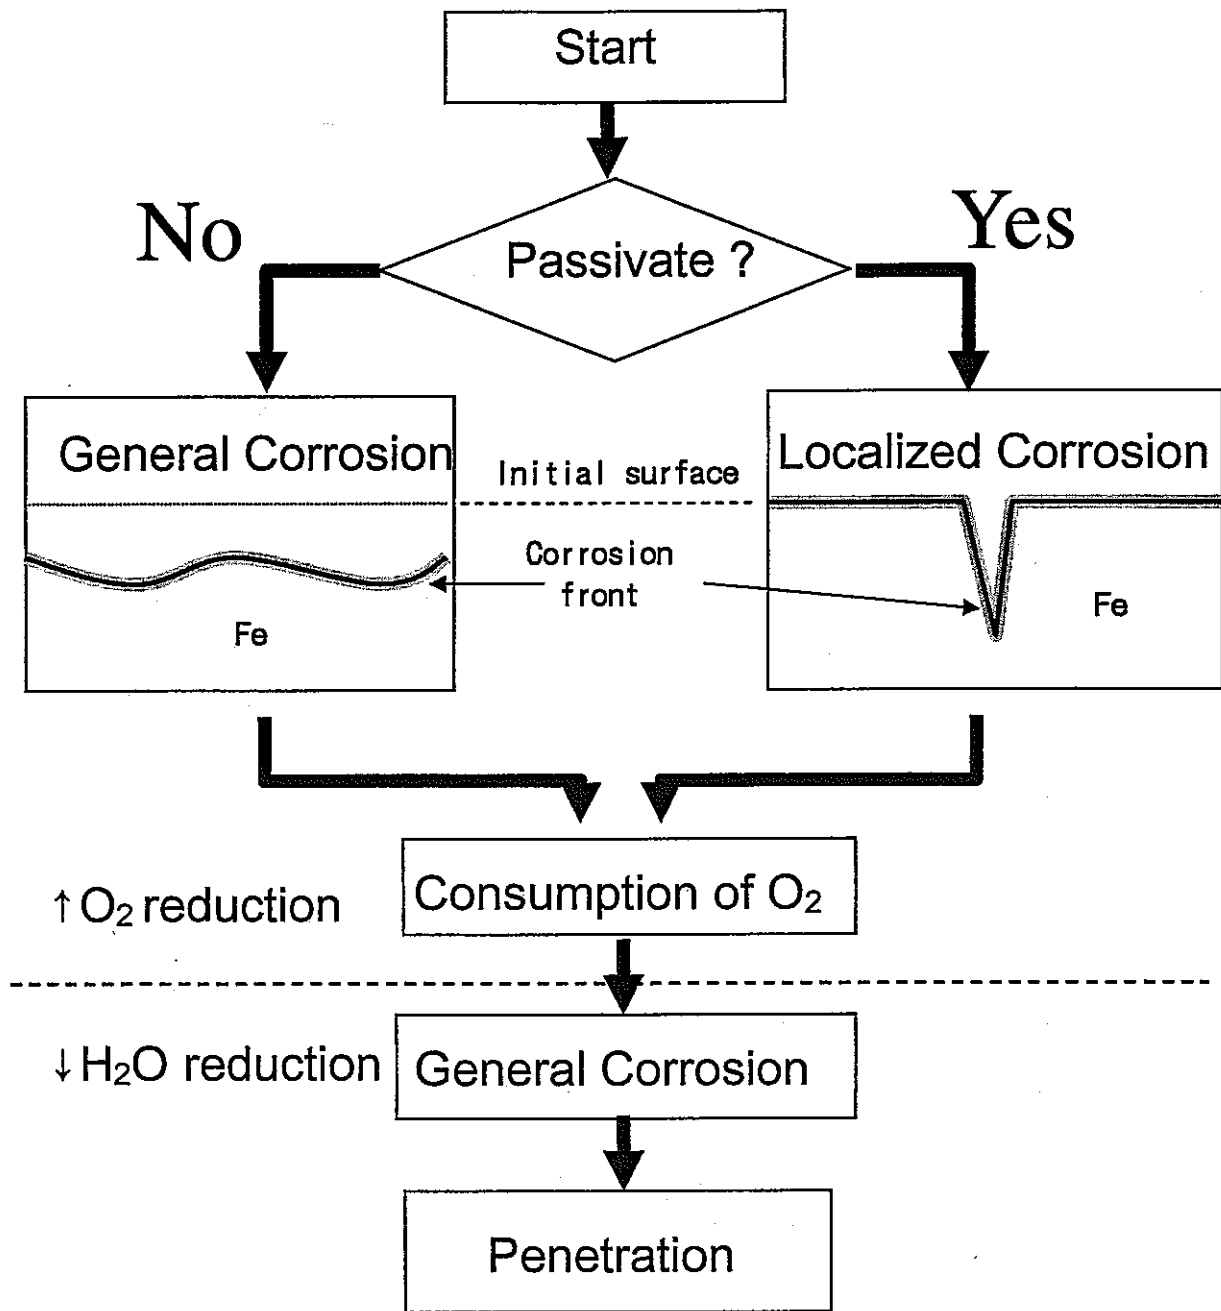 Start
No
Yes
Passivate ?
General Corrosion
Localized Corrosion
Initial surface
Corrosion
front
Fe
Fe
↑O₂ reduction
Consumption of O₂
↓H₂O reduction
General Corrosion
Penetration